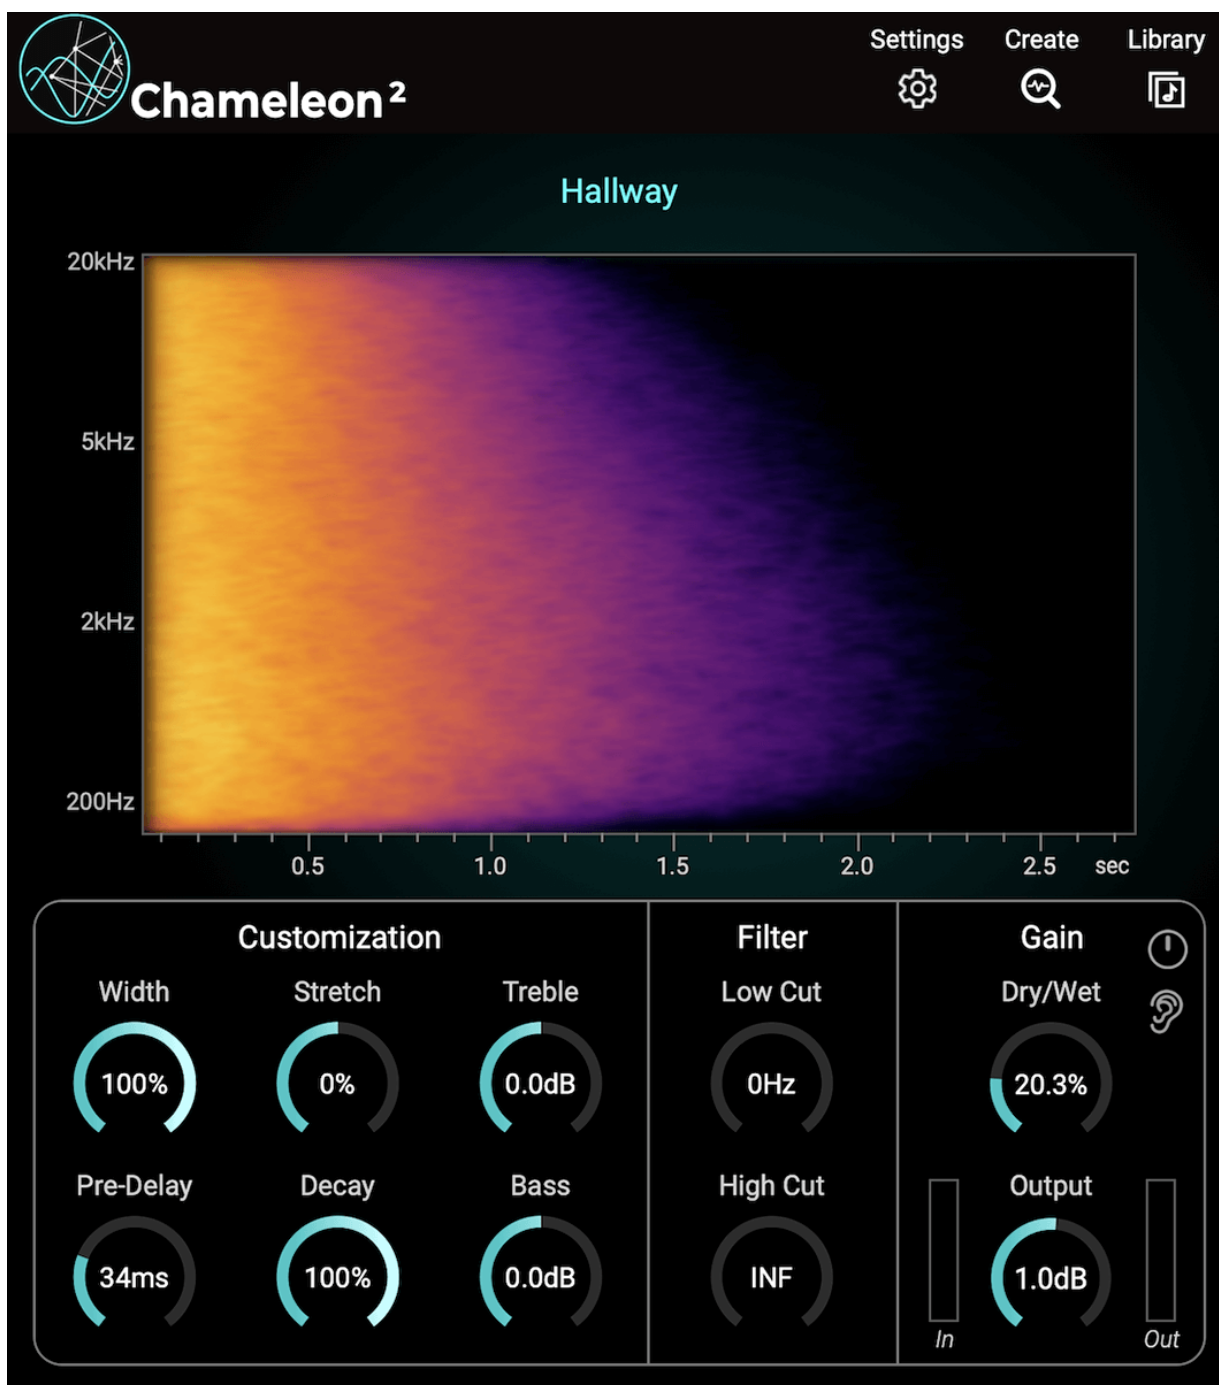 Settings Create Library
Chameleon²
Hallway
20kHz
5kHz
2kHz
200Hz
0.5 1.0 1.5 2.0 2.5 sec
Customization Filter Gain
Width Stretch Treble Low Cut Dry/Wet
100% 0% 0.0dB 0Hz 20.3%
Pre-Delay Decay Bass High Cut Output
34ms 100% 0.0dB INF 1.0dB
In Out